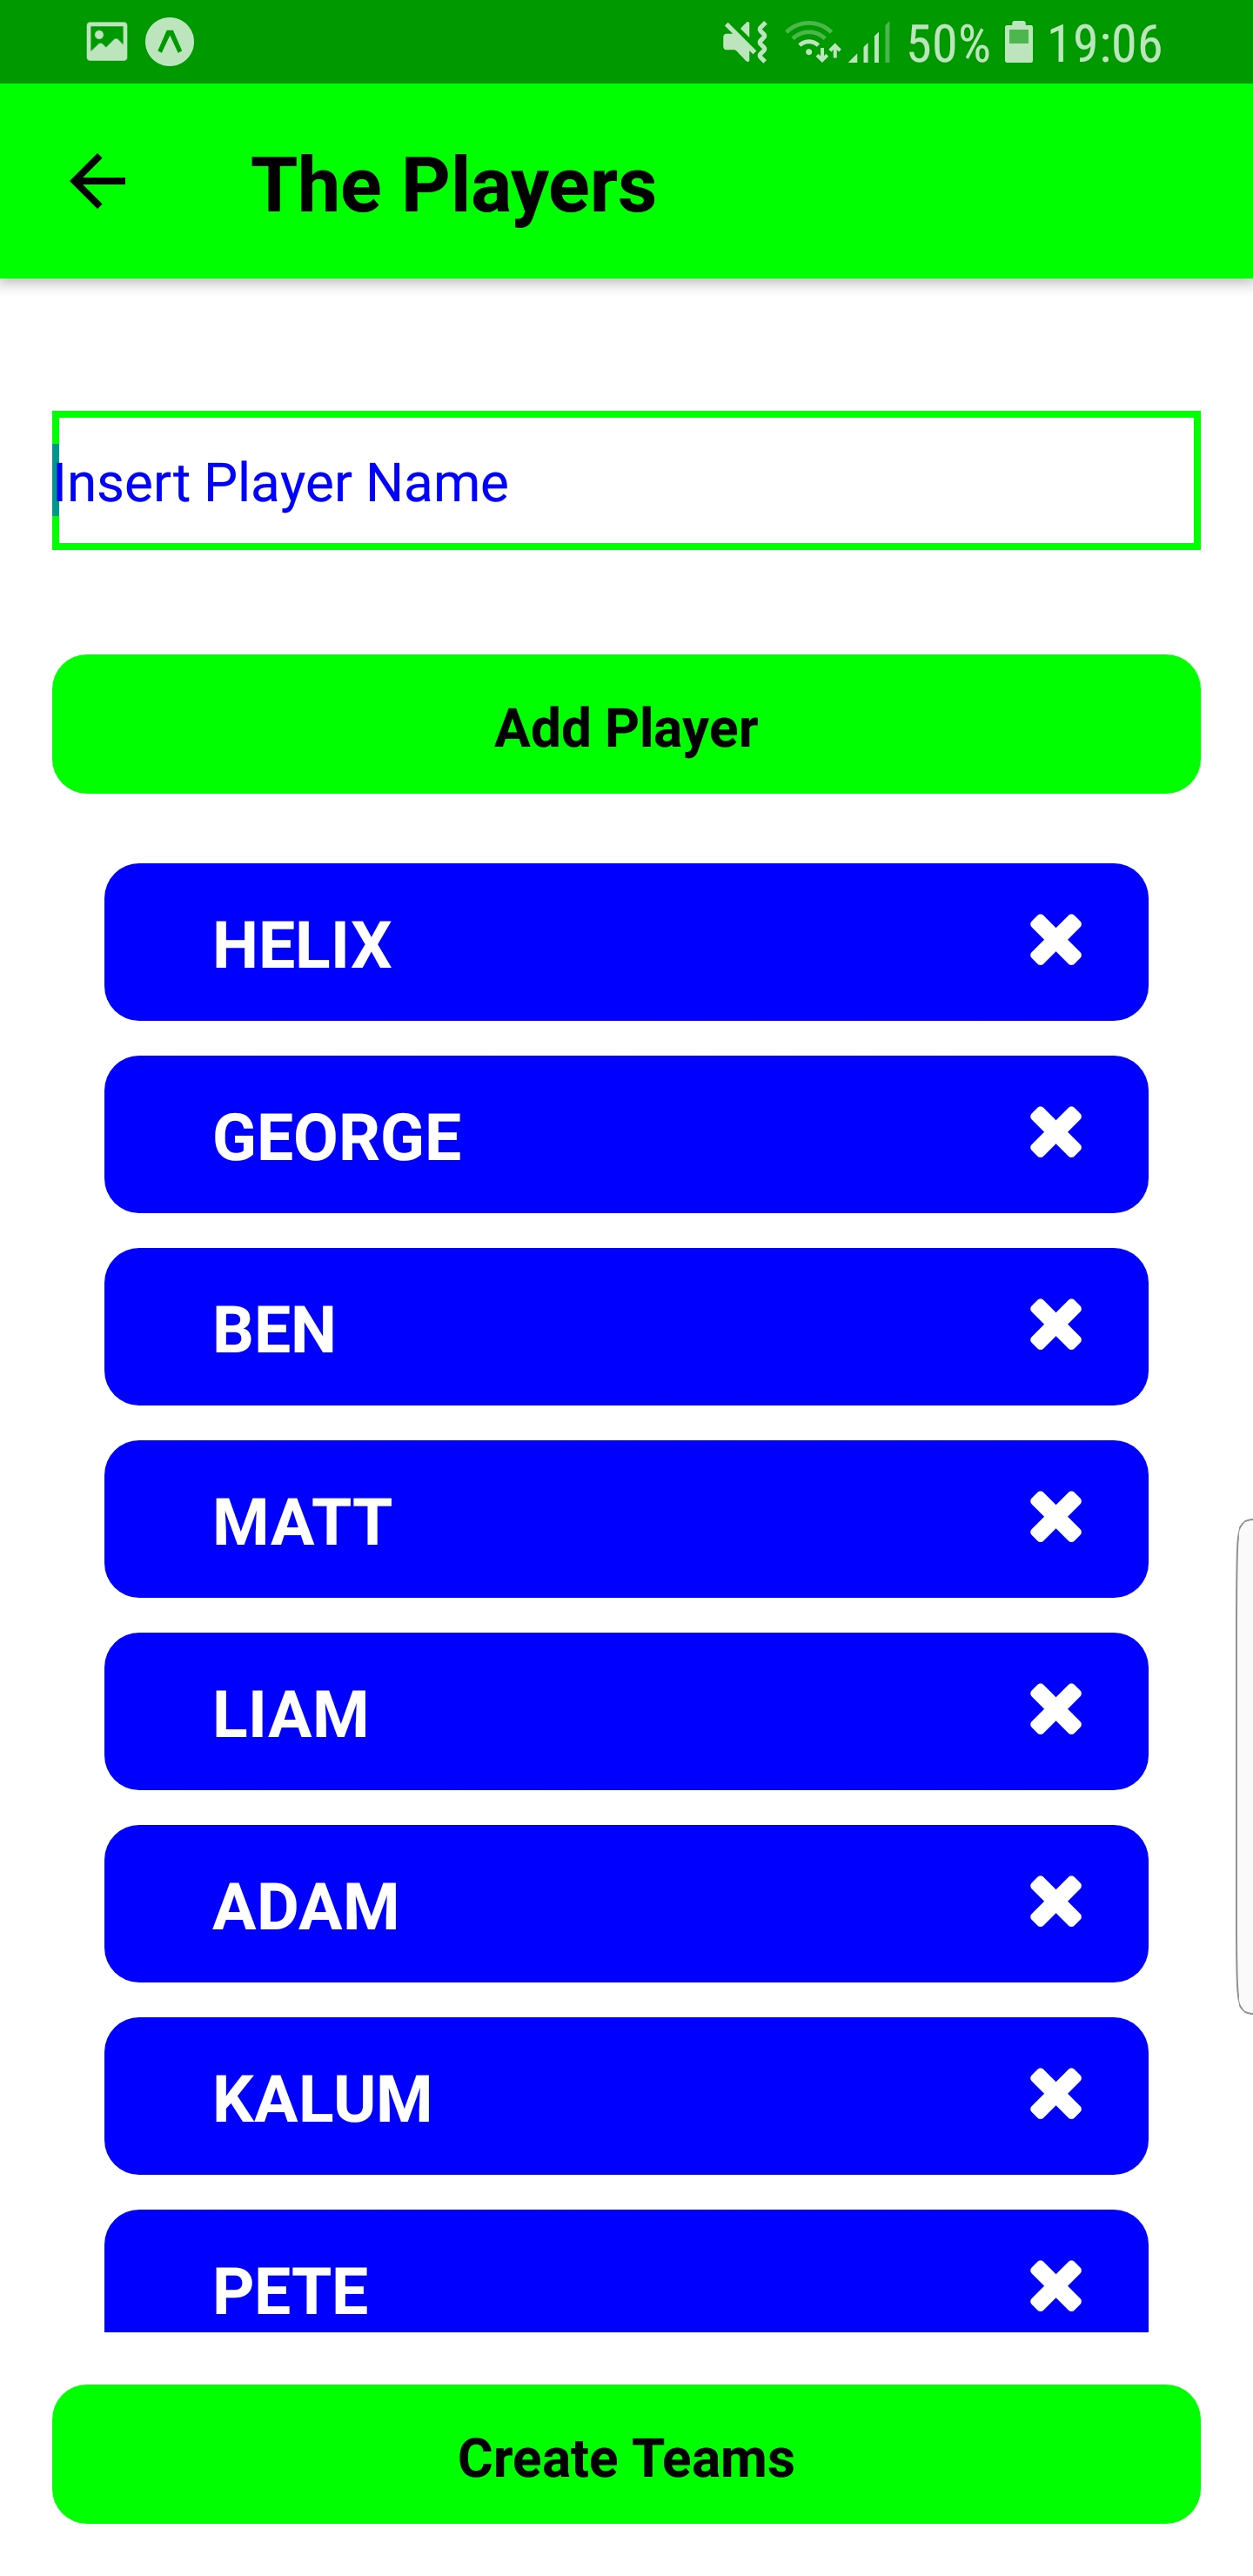 50% 19:06
The Players
Insert Player Name
Add Player
HELIX
GEORGE
BEN
MATT
LIAM
ADAM
KALUM
PETE
Create Teams